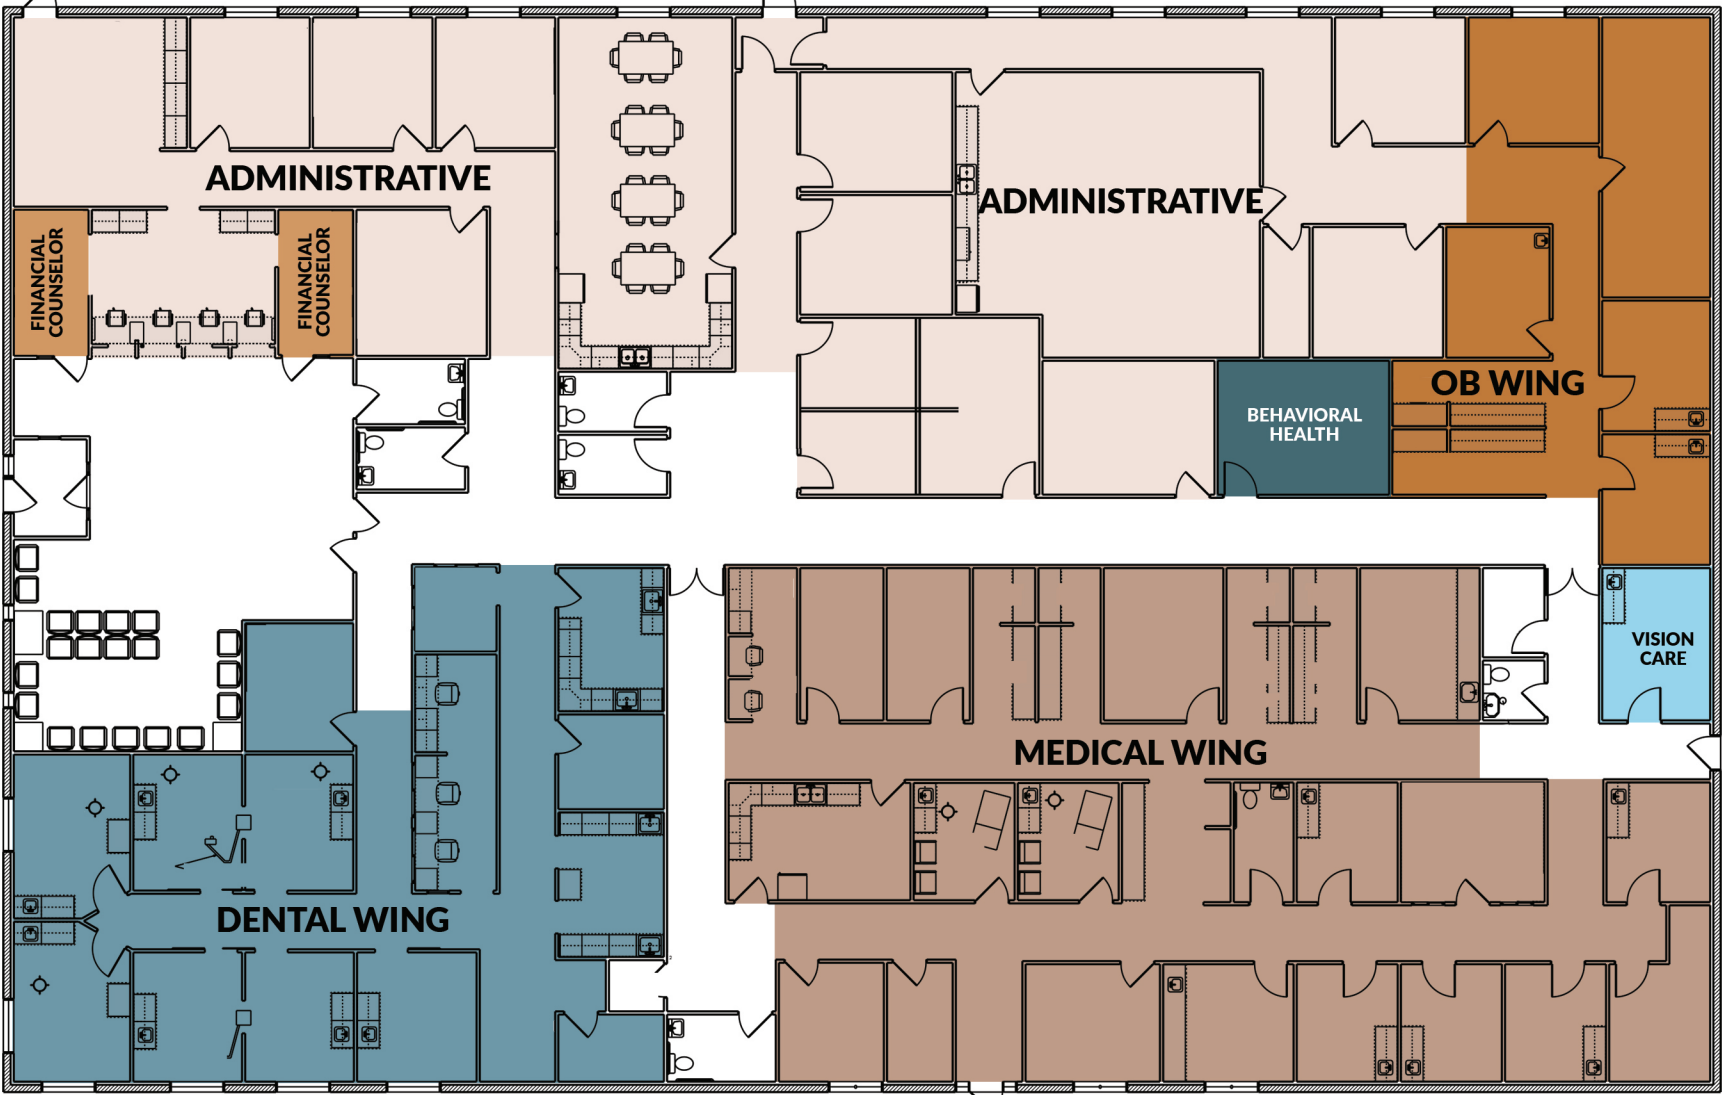 ADMINISTRATIVE
ADMINISTRATIVE
FINANCIAL
COUNSELOR
FINANCIAL
COUNSELOR
OB WING
BEHAVIORAL
HEALTH
VISION
CARE
MEDICAL WING
DENTAL WING